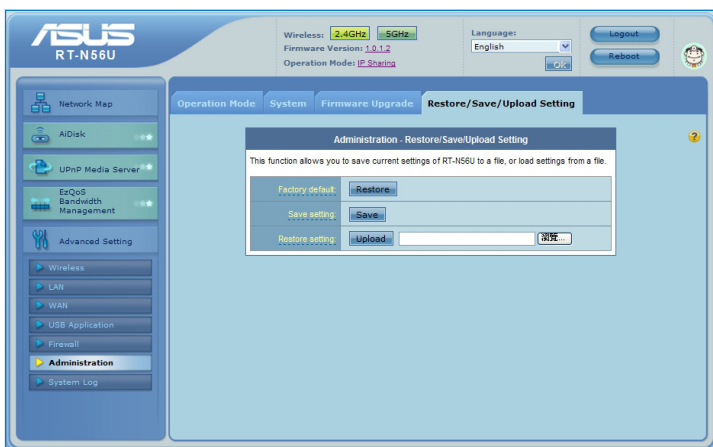 ASUS
RT-N56U
Wireless: 2.4GHz 5GHz
Firmware Version: 1.0.1.2
Operation Mode: IP Sharing
Language:
English
OK
Logout
Reboot
Network Map
AiDisk
UPnP Media Server
EzQoS
Bandwidth
Management
Advanced Setting
Wireless
LAN
WAN
USB Application
Firewall
Administration
System Log
Operation Mode System Firmware Upgrade Restore/Save/Upload Setting
Administration - Restore/Save/Upload Setting
This function allows you to save current settings of RT-N56U to a file, or load settings from a file.
Factory default: Restore
Save setting: Save
Restore setting: Upload 瀏覽...
?